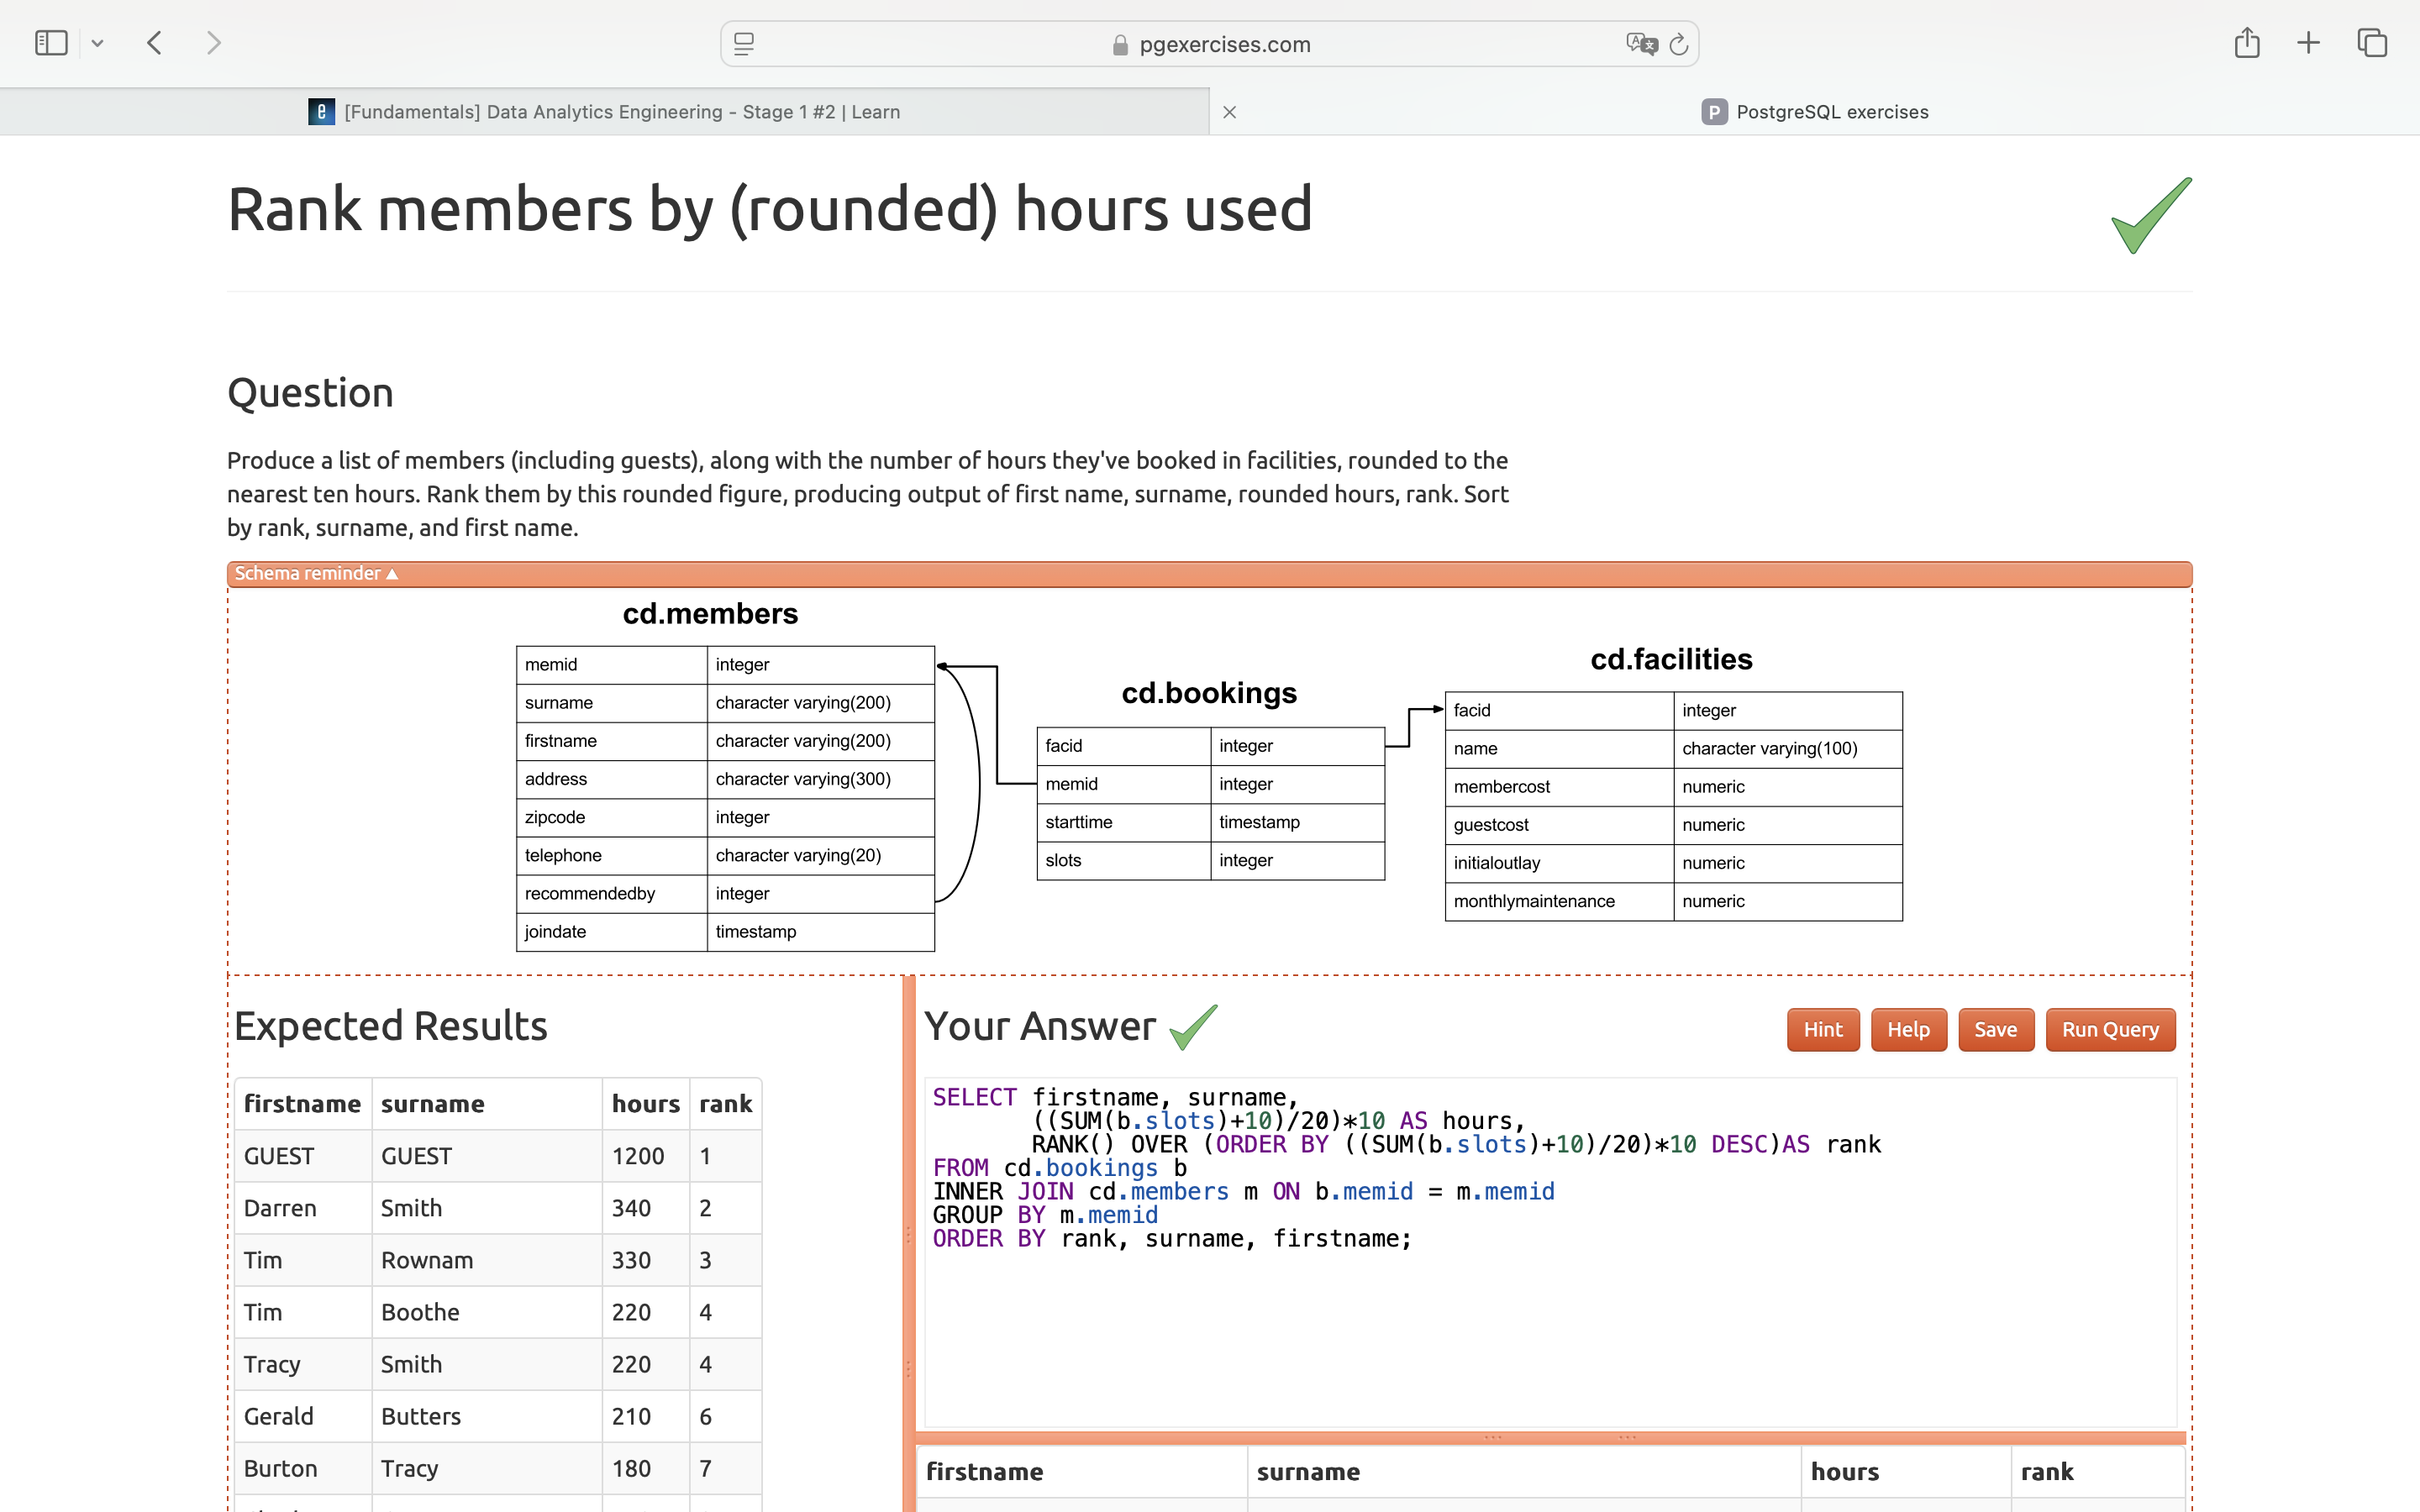 pgexercises.com
[Fundamentals] Data Analytics Engineering - Stage 1 #2 | Learn
P PostgreSQL exercises
Rank members by (rounded) hours used
Question
Produce a list of members (including guests), along with the number of hours they've booked in facilities, rounded to the
nearest ten hours. Rank them by this rounded figure, producing output of first name, surname, rounded hours, rank. Sort
by rank, surname, and first name.
Schema reminder ▲
cd.members
memid integer
surname character varying(200)
firstname character varying(200)
address character varying(300)
zipcode integer
telephone character varying(20)
recommendedby integer
joindate timestamp
cd.bookings
facid integer
memid integer
starttime timestamp
slots integer
cd.facilities
facid integer
name character varying(100)
membercost numeric
guestcost numeric
initialoutlay numeric
monthlymaintenance numeric
Expected Results
firstname surname hours rank
GUEST GUEST 1200 1
Darren Smith 340 2
Tim Rownam 330 3
Tim Boothe 220 4
Tracy Smith 220 4
Gerald Butters 210 6
Burton Tracy 180 7
Your Answer
Hint Help Save Run Query
SELECT firstname, surname,
((SUM(b.slots)+10)/20)*10 AS hours,
RANK() OVER (ORDER BY ((SUM(b.slots)+10)/20)*10 DESC)AS rank
FROM cd.bookings b
INNER JOIN cd.members m ON b.memid = m.memid
GROUP BY m.memid
ORDER BY rank, surname, firstname;
firstname surname hours rank